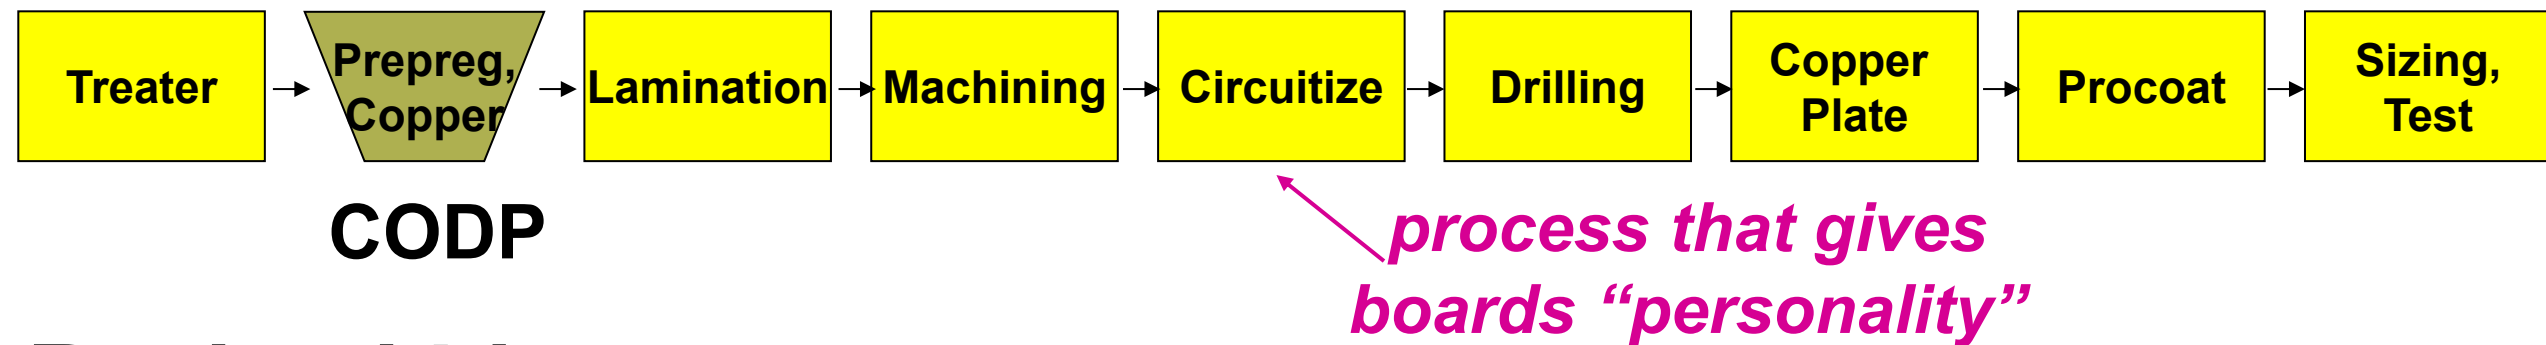 Treater
Prepreg,
Copper
Lamination
Machining
Circuitize
Drilling
Copper
Plate
Procoat
Sizing,
Test
CODP
process that gives
boards “personality”